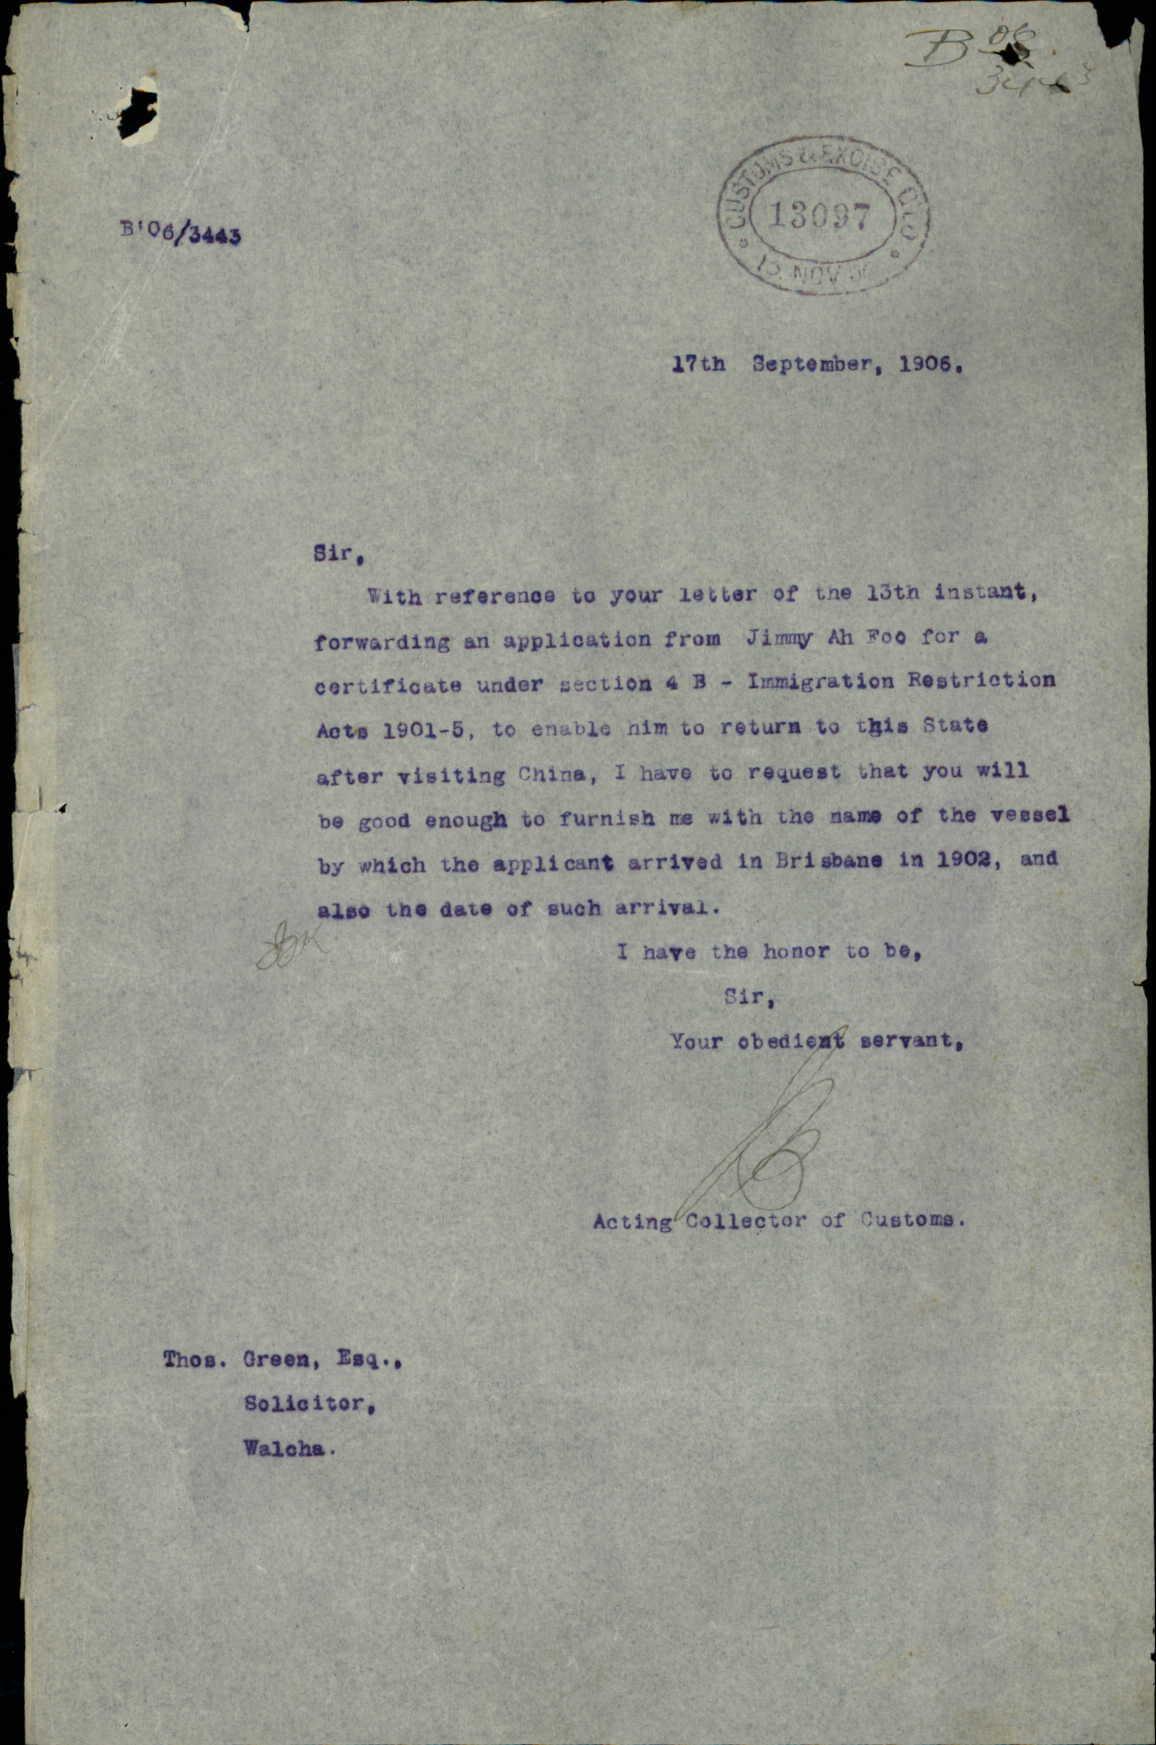 B 06
3443
CUSTOMS & EXCISE
13097
NOV
B'06/3443
17th September, 1906.
Sir,
With reference to your letter of the 13th instant,
forwarding an application from Jimmy Ah Foo for a
certificate under section 4 B - Immigration Restriction
Acts 1901-5, to enable him to return to this State
after visiting China, I have to request that you will
be good enough to furnish me with the name of the vessel
by which the applicant arrived in Brisbane in 1902, and
also the date of such arrival.
I have the honor to be,
Sir,
Your obedient servant,
Acting Collector of Customs.
Thos. Green, Esq.,
Solicitor,
Walcha.